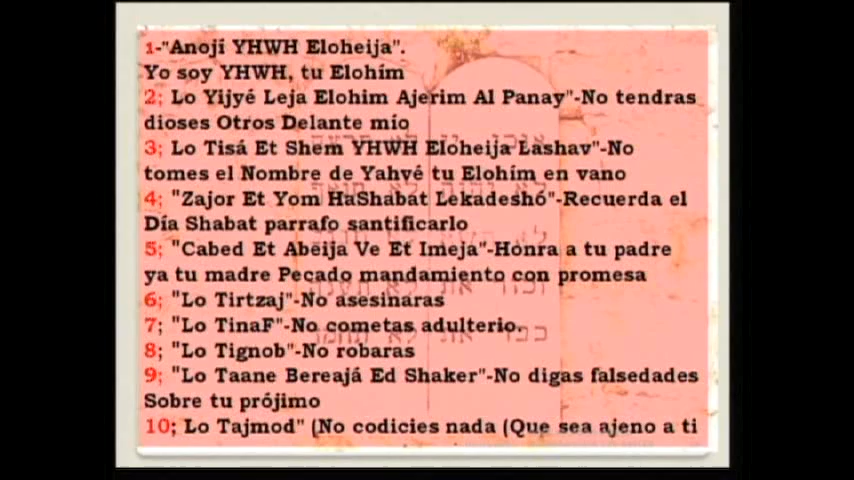 1-"Anojí YHWH Eloheija".
Yo soy YHWH, tu Elohím
2; Lo Yijyé Leja Elohim Ajerim Al Panay"-No tendras
dioses Otros Delante mío
3; Lo Tisá Et Shem YHWH Eloheija Lashav"-No
tomes el Nombre de Yahvé tu Elohím en vano
4; "Zajor Et Yom HaShabat Lekadeshó"-Recuerda el
Día Shabat parrafo santificarlo
5; "Cabed Et Abeija Ve Et Imeja"-Honra a tu padre
ya tu madre Pecado mandamiento con promesa
6; "Lo Tirtzaj"-No asesinaras
7; "Lo TinaF"-No cometas adulterio.
8; "Lo Tignob"-No robaras
9; "Lo Taane Bereajá Ed Shaker"-No digas falsedades
Sobre tu prójimo
10; Lo Tajmod" (No codicies nada (Que sea ajeno a ti